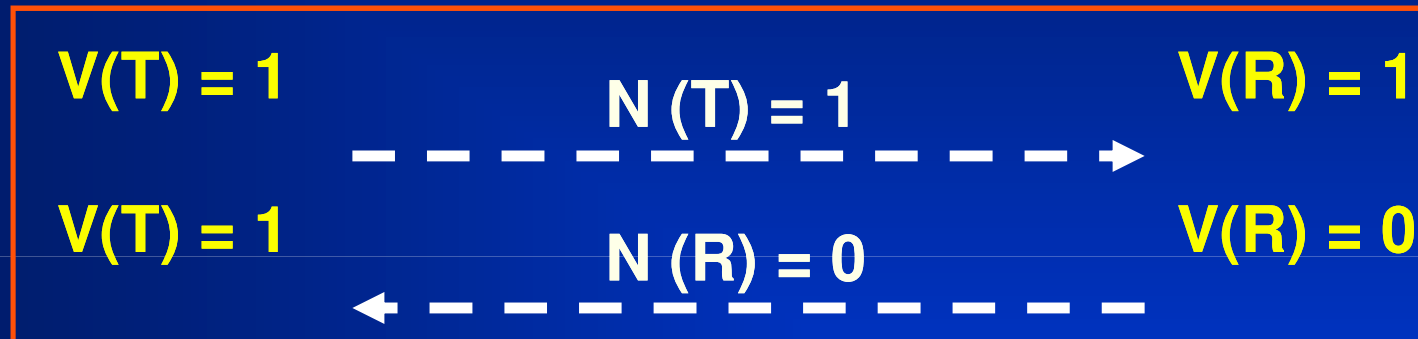 V(T) = 1 N (T) = 1 V(R) = 1
V(T) = 1 N (R) = 0 V(R) = 0